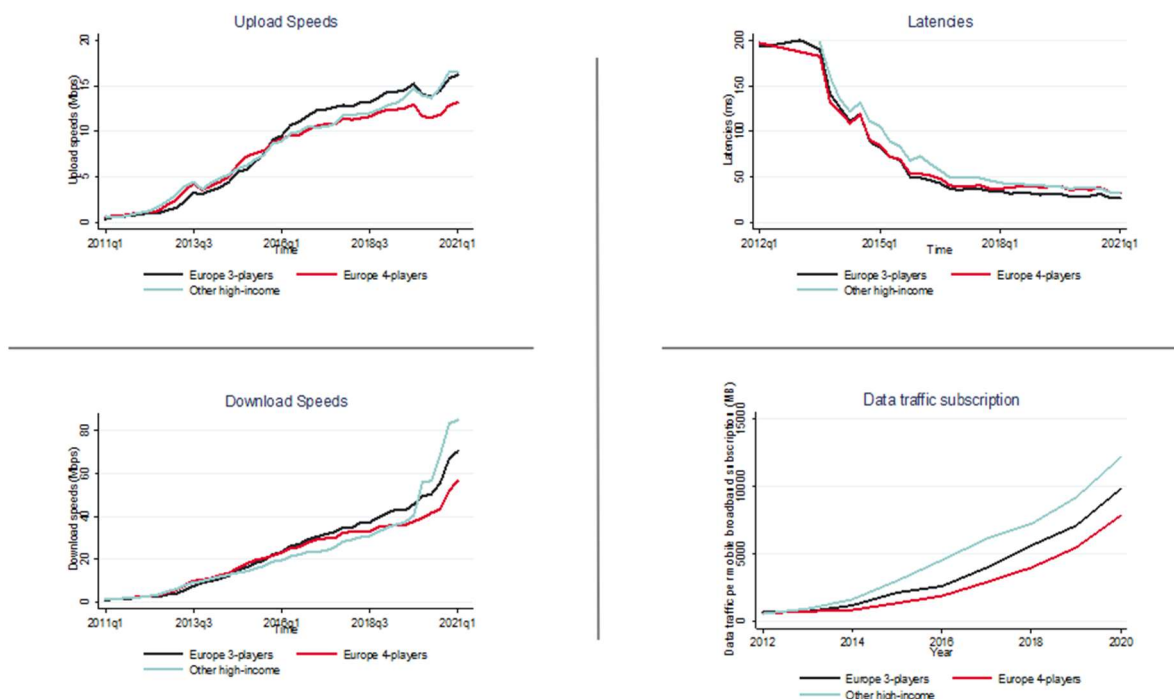 Upload Speeds
Upload speeds (Mbps)
20
15
10
5
0
2011q1 2013q3 2016q1 2018q3 2021q1
Time
Europe 3-players Europe 4-players
Other high-income
Latencies
Latencies (ms)
200
150
100
50
0
2012q1 2015q1 2018q1 2021q1
Time
Europe 3-players Europe 4-players
Other high-income
Download Speeds
Download speeds (Mbps)
80
60
40
20
0
2011q1 2013q3 2016q1 2018q3 2021q1
Time
Europe 3-players Europe 4-players
Other high-income
Data traffic subscription
Data traffic per mobile broadband subscription (MB)
15000
10000
5000
0
2012 2014 2016 2018 2020
Year
Europe 3-players Europe 4-players
Other high-income